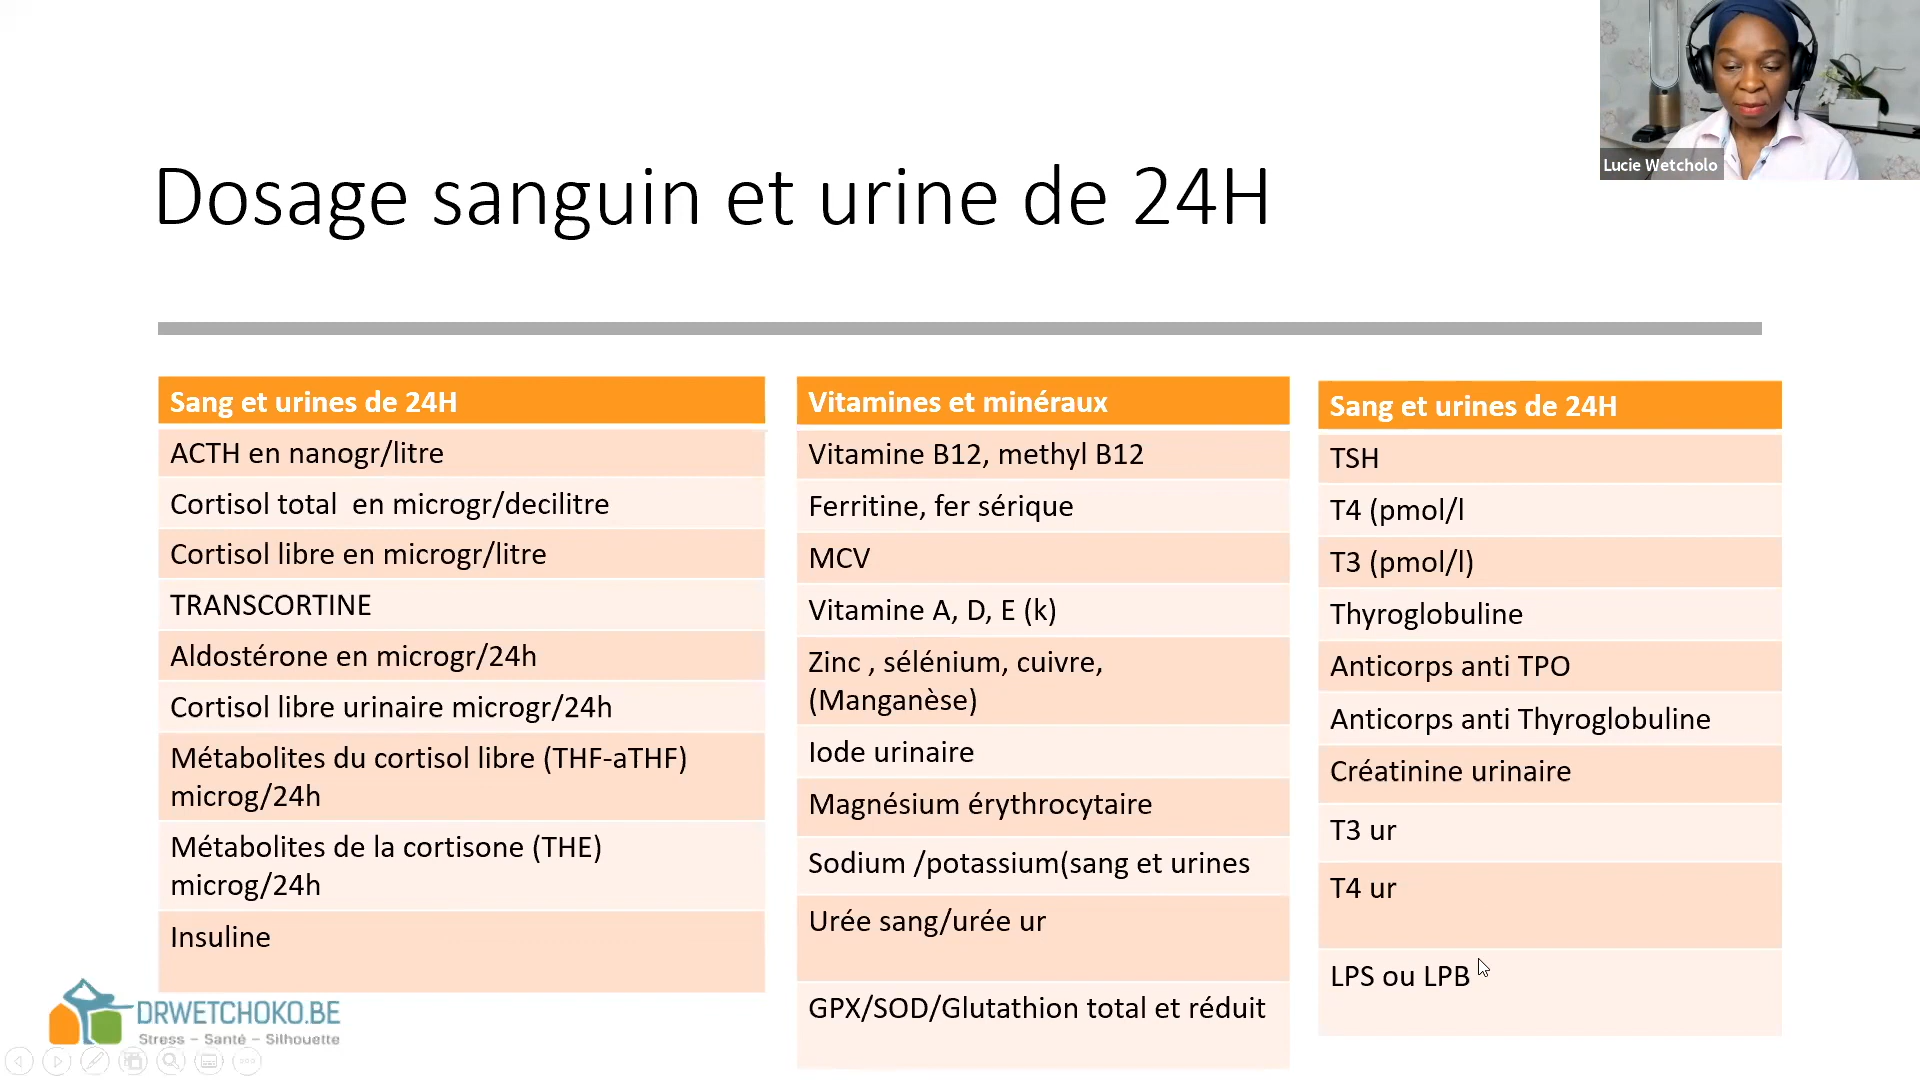 Lucie Wetcholo
Dosage sanguin et urine de 24H
Sang et urines de 24H
ACTH en nanogr/litre
Cortisol total en microgr/decilitre
Cortisol libre en microgr/litre
TRANSCORTINE
Aldostérone en microgr/24h
Cortisol libre urinaire microgr/24h
Métabolites du cortisol libre (THF-aTHF)
microg/24h
Métabolites de la cortisone (THE)
microg/24h
Insuline
Vitamines et minéraux
Vitamine B12, methyl B12
Ferritine, fer sérique
MCV
Vitamine A, D, E (k)
Zinc , sélénium, cuivre,
(Manganèse)
Iode urinaire
Magnésium érythrocytaire
Sodium /potassium(sang et urines
Urée sang/urée ur
GPX/SOD/Glutathion total et réduit
Sang et urines de 24H
TSH
T4 (pmol/l
T3 (pmol/l)
Thyroglobuline
Anticorps anti TPO
Anticorps anti Thyroglobuline
Créatinine urinaire
T3 ur
T4 ur
LPS ou LPB
DRWETCHOKO.BE
Stress – Santé – Silhouette